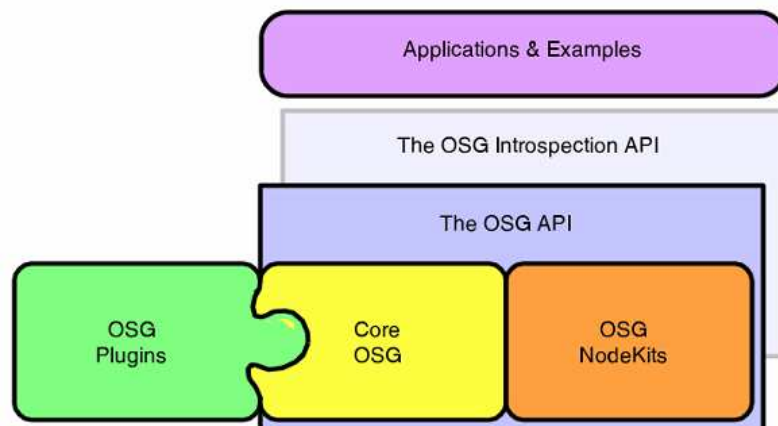 Applications & Examples
The OSG Introspection API
The OSG API
OSG
Plugins
Core
OSG
OSG
NodeKits